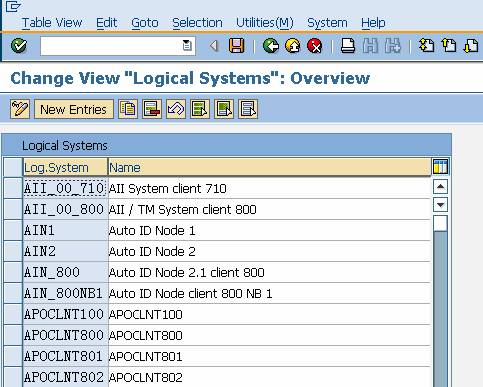 Table View Edit Goto Selection Utilities(M) System Help
Change View "Logical Systems": Overview
New Entries
Logical Systems
Log.System Name
AII_00_710 AII System client 710
AII_00_800 AII / TM System client 800
AIN1 Auto ID Node 1
AIN2 Auto ID Node 2
AIN_800 Auto ID Node 2.1 client 800
AIN_800NB1 Auto ID Node client 800 NB 1
APOCLNT100 APOCLNT100
APOCLNT800 APOCLNT800
APOCLNT801 APOCLNT801
APOCLNT802 APOCLNT802